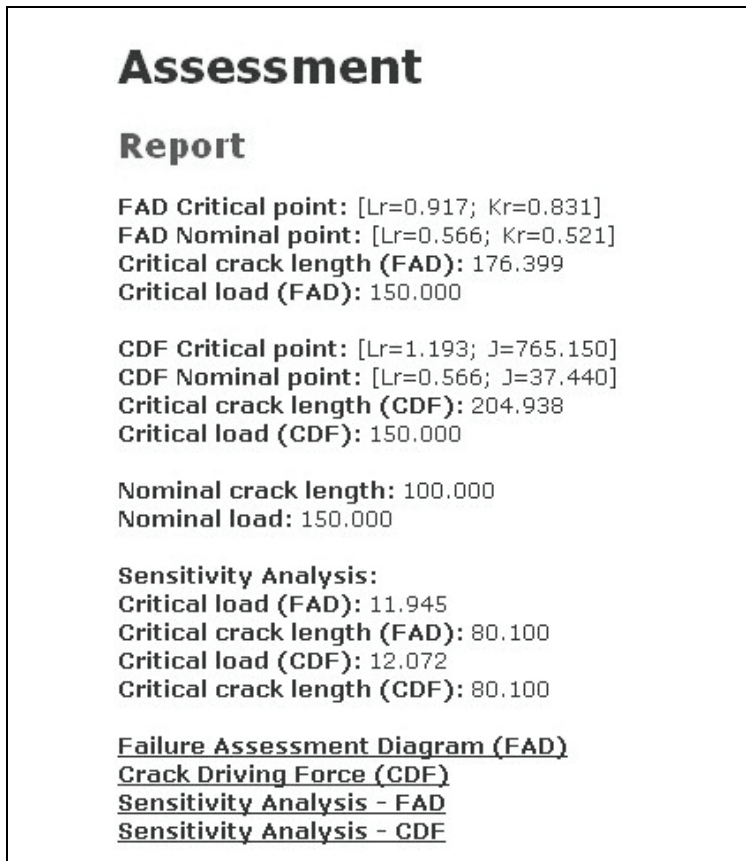 Assessment
Report
FAD Critical point: [Lr=0.917; Kr=0.831]
FAD Nominal point: [Lr=0.566; Kr=0.521]
Critical crack length (FAD): 176.399
Critical load (FAD): 150.000
CDF Critical point: [Lr=1.193; J=765.150]
CDF Nominal point: [Lr=0.566; J=37.440]
Critical crack length (CDF): 204.938
Critical load (CDF): 150.000
Nominal crack length: 100.000
Nominal load: 150.000
Sensitivity Analysis:
Critical load (FAD): 11.945
Critical crack length (FAD): 80.100
Critical load (CDF): 12.072
Critical crack length (CDF): 80.100
Failure Assessment Diagram (FAD)
Crack Driving Force (CDF)
Sensitivity Analysis - FAD
Sensitivity Analysis - CDF